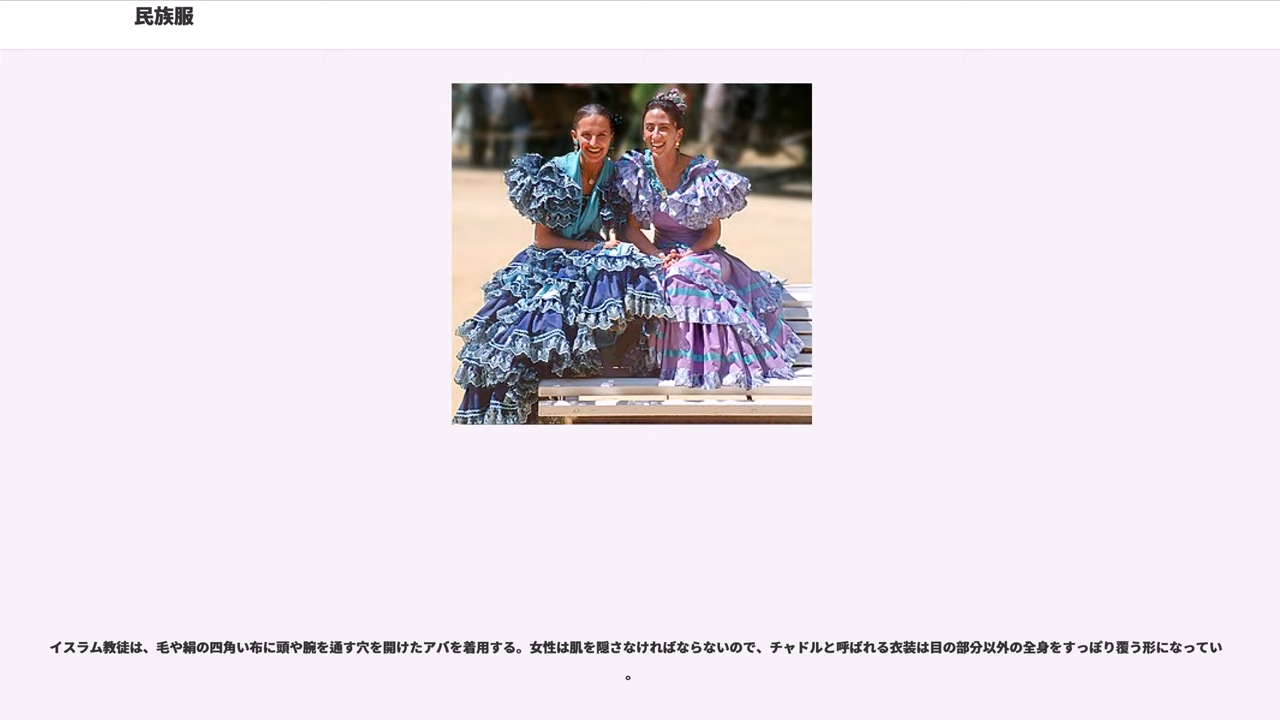 民族服
イスラム教徒は、毛や絹の四角い布に頭や腕を通す穴を開けたアバを着用する。女性は肌を隠さなければならないので、チャドルと呼ばれる衣装は目の部分以外の全身をすっぽり覆う形になってい
。